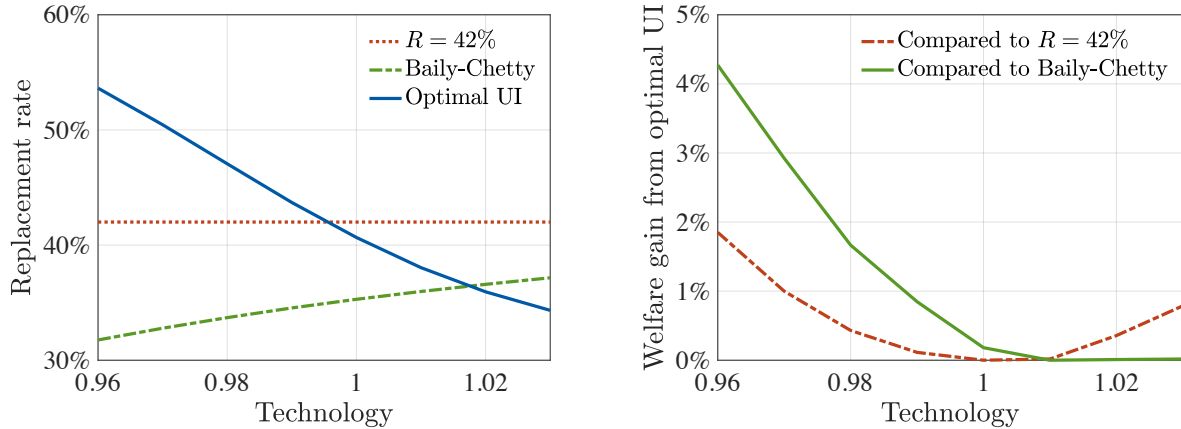 60%
50%
40%
30%
Replacement rate
R = 42%
Baily-Chetty
Optimal UI
0.96
0.98
1
1.02
Technology
5%
4%
3%
2%
1%
0%
Welfare gain from optimal UI
Compared to R = 42%
Compared to Baily-Chetty
0.96
0.98
1
1.02
Technology